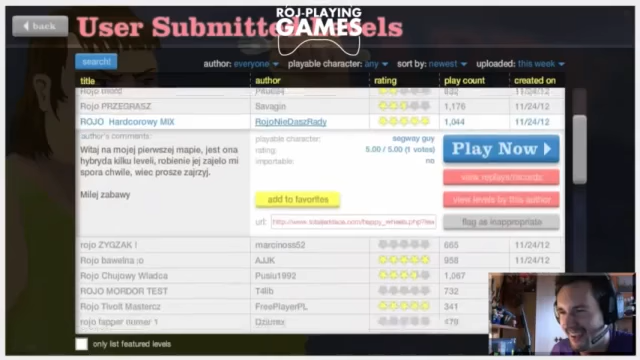 back
User Submitted Levels
ROJ-PLAYING
GAMES
search!
author: everyone playable character: any sort by: newest uploaded: this week
title author rating play count created on
11/24/12
Rojo PRZEGRASZ Savagin 1,176 11/24/12
ROJO Hardcorowy MIX RojoNieDaszRady 1,044 11/24/12
author's comments:
Witaj na mojej pierwszej mapie, jest ona
hybryda kilku leveli, robienie jej zajelo mi
spora chwile, wiec prosze zajrzyj.
Milej zabawy
playable character: segway guy
rating: 5.00 / 5.00 (1 votes)
importable: no
Play Now
view replays/records
add to favorites
view levels by this author
url:
flag as inappropriate
rojo ZYGZAK ! marcinoss52 665 11/24/12
Rojo bawelna :o AJJK 958 11/24/12
Rojo Chujowy Wladca Pusiu1992 1,067 11/24/12
ROJO MORDOR TEST T4lib 732 11/24/12
Rojo Tivolt Mastercz FreePlayerPL 341 11/24/12
rojo rapper numer 1 479 11/24/12
only list featured levels